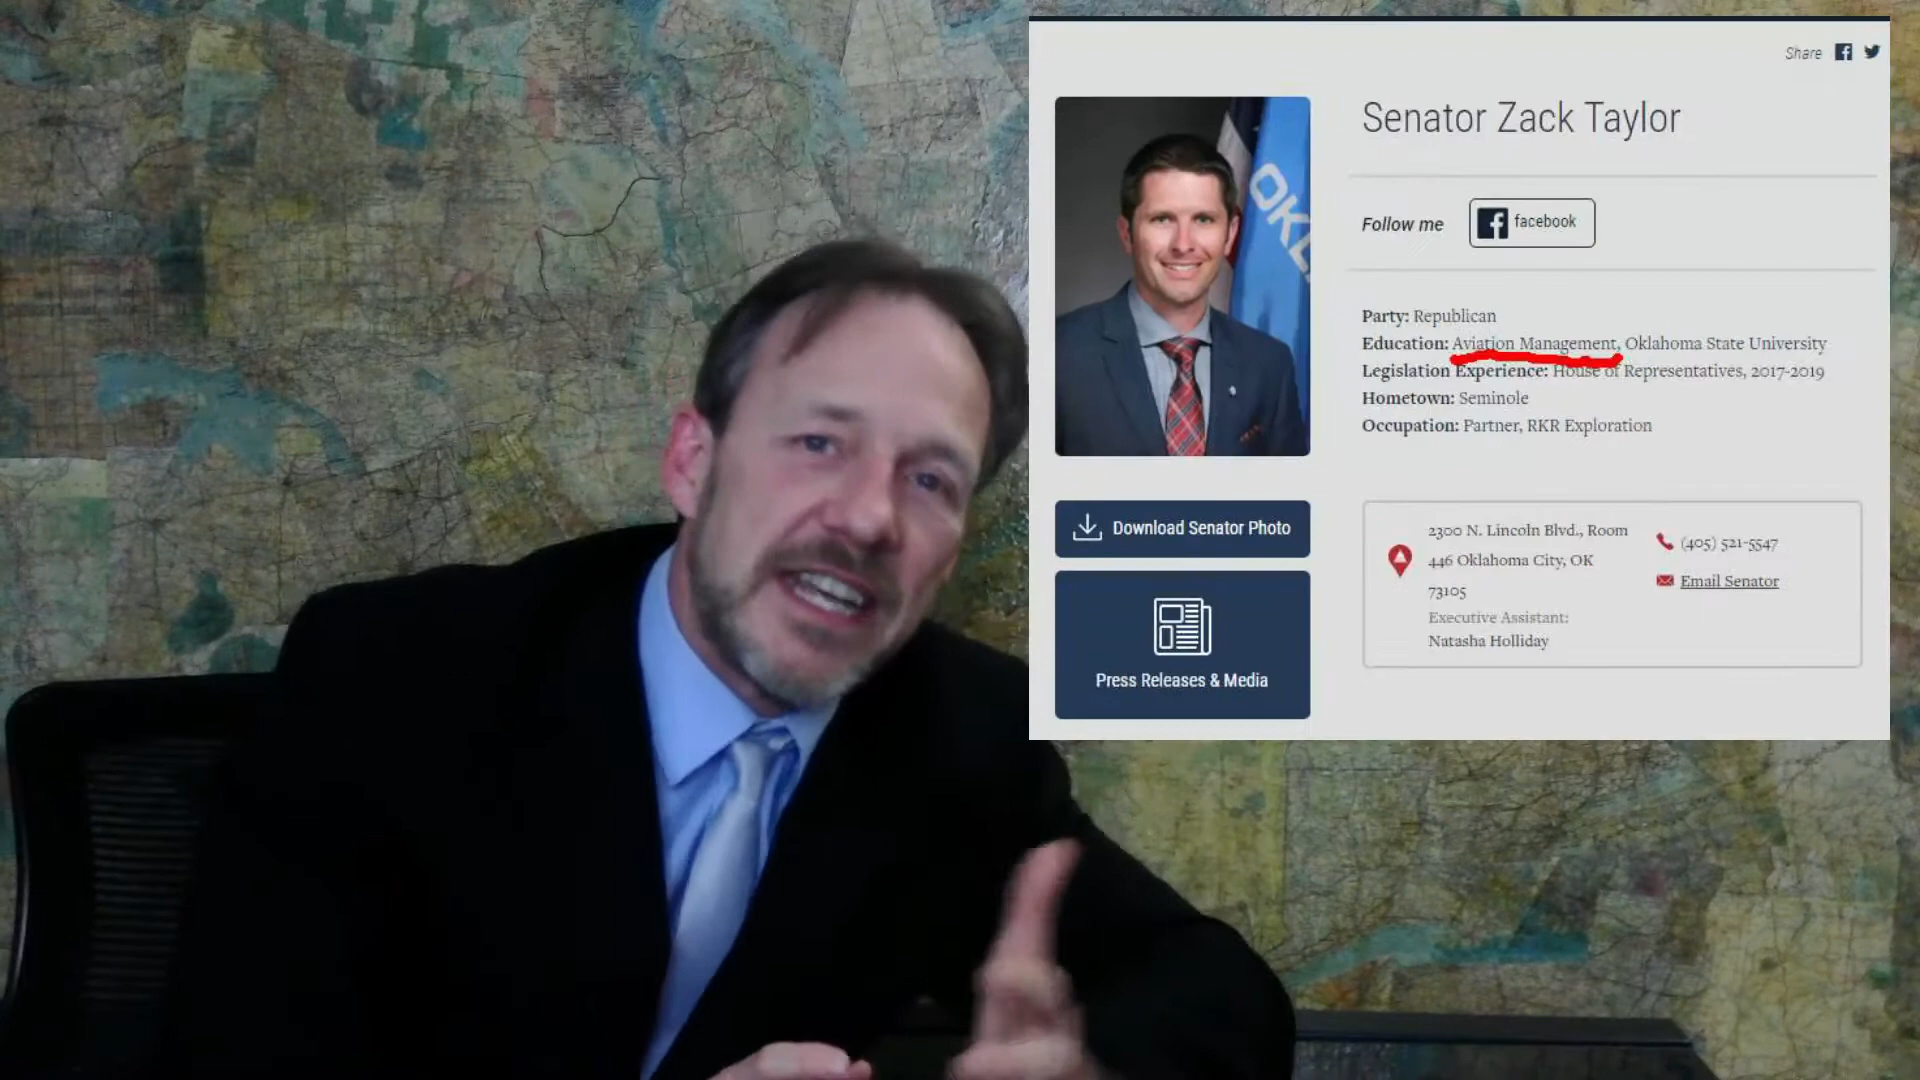 Share
Senator Zack Taylor
Follow me
facebook
OKL
Party: Republican
Education: Aviation Management, Oklahoma State University
Legislation Experience: House of Representatives, 2017-2019
Hometown: Seminole
Occupation: Partner, RKR Exploration
Download Senator Photo
Press Releases & Media
2300 N. Lincoln Blvd., Room
446 Oklahoma City, OK
73105
Executive Assistant:
Natasha Holliday
(405) 521-5547
Email Senator